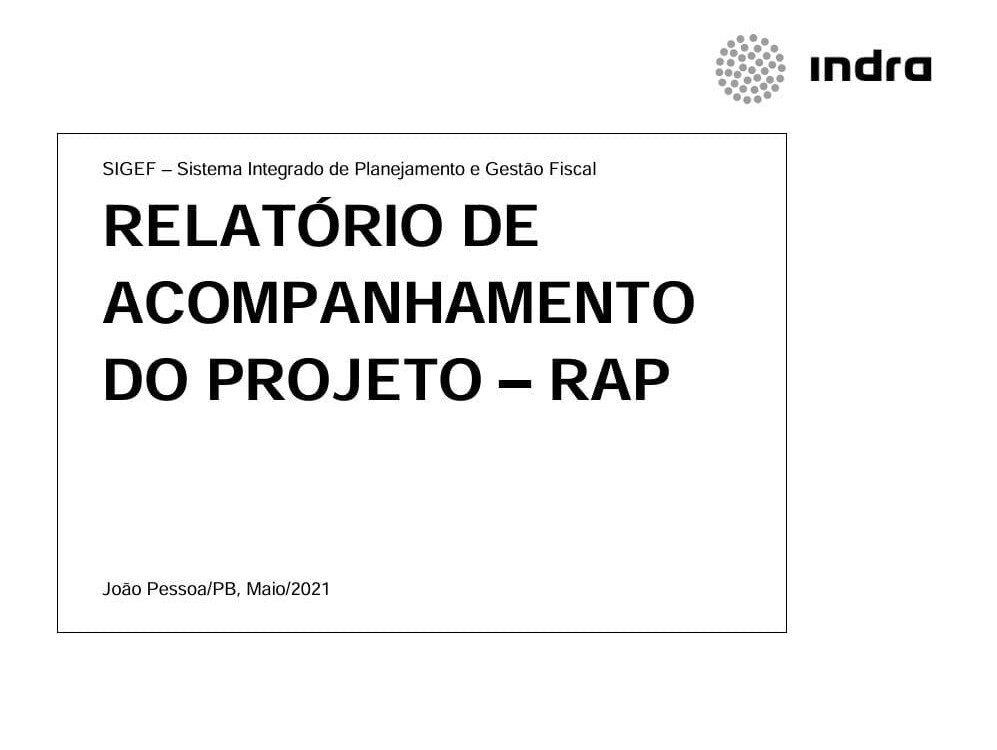 indra
SIGEF – Sistema Integrado de Planejamento e Gestão Fiscal
RELATÓRIO DE
ACOMPANHAMENTO
DO PROJETO – RAP
João Pessoa/PB, Maio/2021